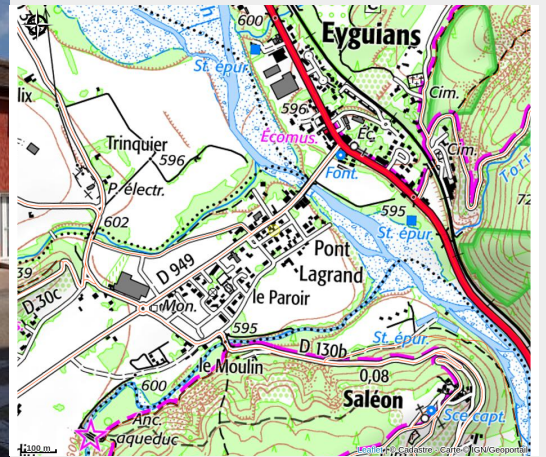 600
Eyguians
St. épur.
Cim.
596
lix
Écomus.
Éc.
Trinquier
596
Cim.
Font.
P. électr.
Torr
72
602
595
St. épur.
D 949
Pont
Lagrand
39
D.30c
Mon.
le Paroir
595
St. épur.
D 130b
le Moulin
0,08
600
Saléon
Anc.
aqueduc
Sce capt.
100 m
Leaflet | © Cadastre - Carte © IGN/Geoportail